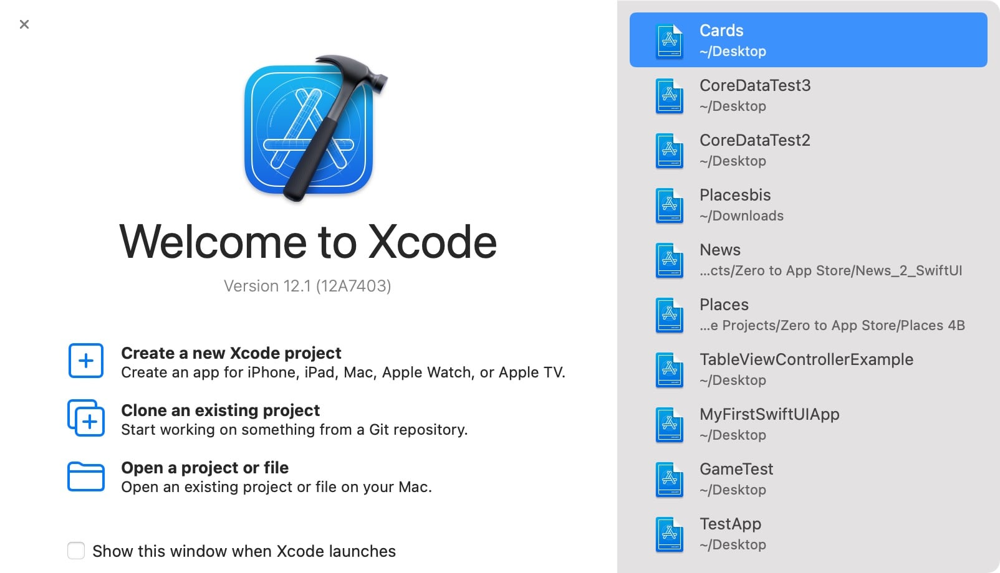 Welcome to Xcode
Version 12.1 (12A7403)
Create a new Xcode project
Create an app for iPhone, iPad, Mac, Apple Watch, or Apple TV.
Clone an existing project
Start working on something from a Git repository.
Open a project or file
Open an existing project or file on your Mac.
Show this window when Xcode launches
Cards
~/Desktop
CoreDataTest3
~/Desktop
CoreDataTest2
~/Desktop
Placesbis
~/Downloads
News
...cts/Zero to App Store/News_2_SwiftUI
Places
...e Projects/Zero to App Store/Places 4B
TableViewControllerExample
~/Desktop
MyFirstSwiftUIApp
~/Desktop
GameTest
~/Desktop
TestApp
~/Desktop